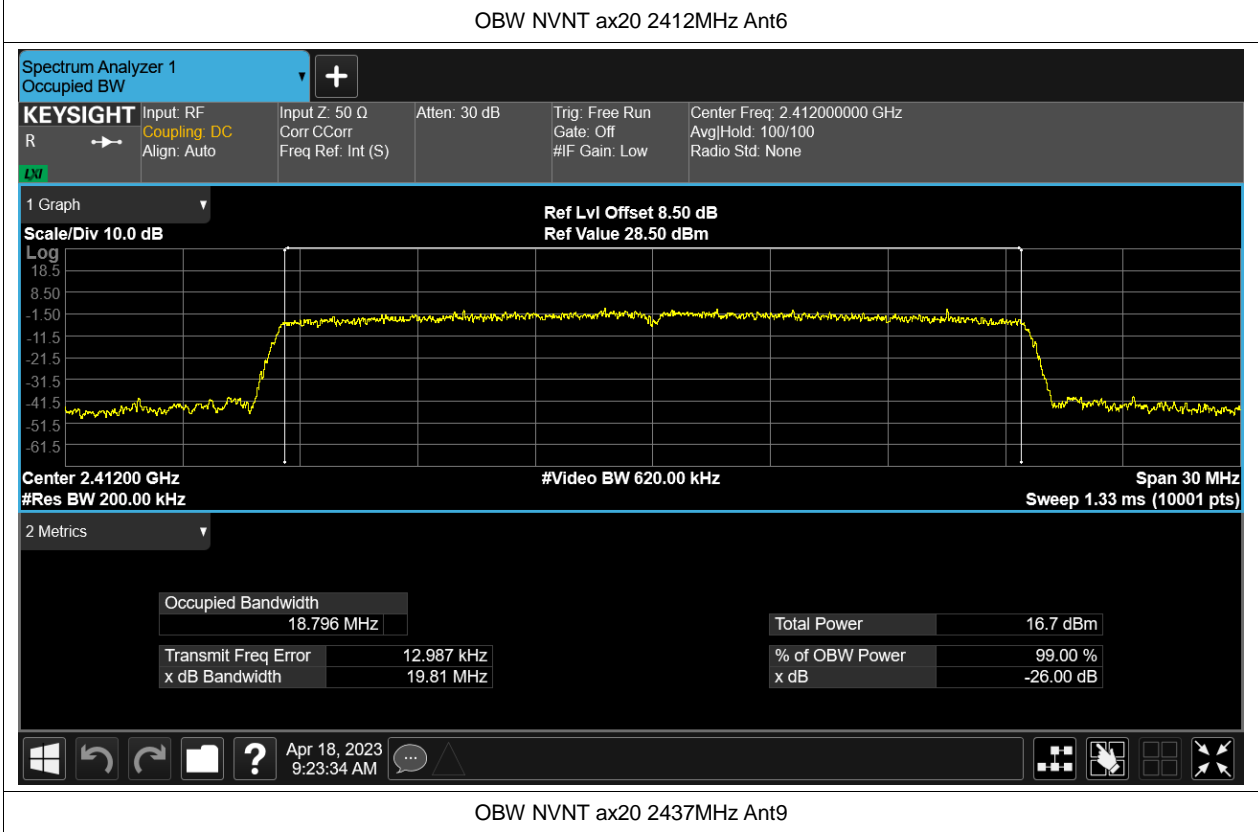 OBW NVNT ax20 2412MHz Ant6
Spectrum Analyzer 1
Occupied BW
KEYSIGHT
R
LXI
Input: RF
Coupling: DC
Align: Auto
Input Z: 50 Ω
Corr CCorr
Freq Ref: Int (S)
Atten: 30 dB
Trig: Free Run
Gate: Off
#IF Gain: Low
Center Freq: 2.412000000 GHz
Avg|Hold: 100/100
Radio Std: None
1 Graph
Scale/Div 10.0 dB
Ref Lvl Offset 8.50 dB
Ref Value 28.50 dBm
Log
18.5
8.50
-1.50
-11.5
-21.5
-31.5
-41.5
-51.5
-61.5
Center 2.41200 GHz
#Video BW 620.00 kHz
Span 30 MHz
#Res BW 200.00 kHz
Sweep 1.33 ms (10001 pts)
2 Metrics
Occupied Bandwidth
18.796 MHz
Total Power 16.7 dBm
Transmit Freq Error 12.987 kHz
% of OBW Power 99.00 %
x dB Bandwidth 19.81 MHz
x dB -26.00 dB
Apr 18, 2023
9:23:34 AM
OBW NVNT ax20 2437MHz Ant9